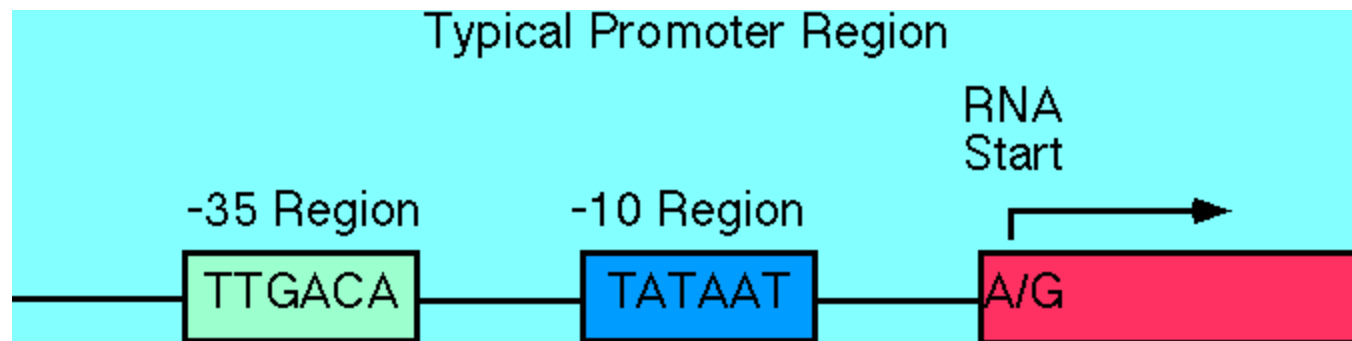 Typical Promoter Region
RNA
Start
-35 Region
-10 Region
TTGACA
TATAAT
A/G